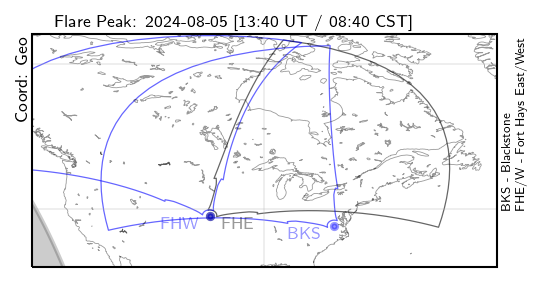 Flare Peak: 2024-08-05 [13:40 UT / 08:40 CST]
Coord: Geo
FHW
FHE
BKS
BKS - Blackstone
FHE/W - Fort Hays East/West